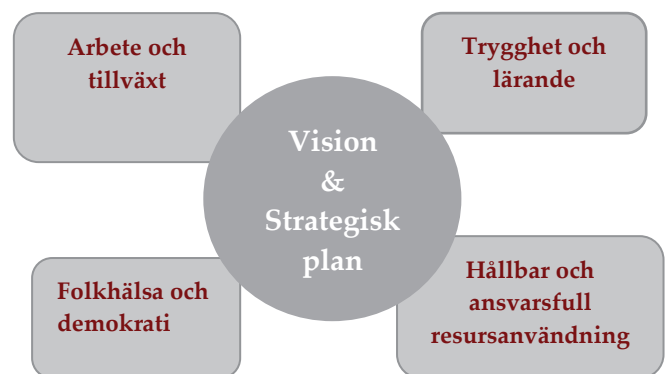 Arbete och
tillväxt
Trygghet och
lärande
Vision
&
Strategisk
plan
Folkhälsa och
demokrati
Hållbar och
ansvarsfull
resursanvändning